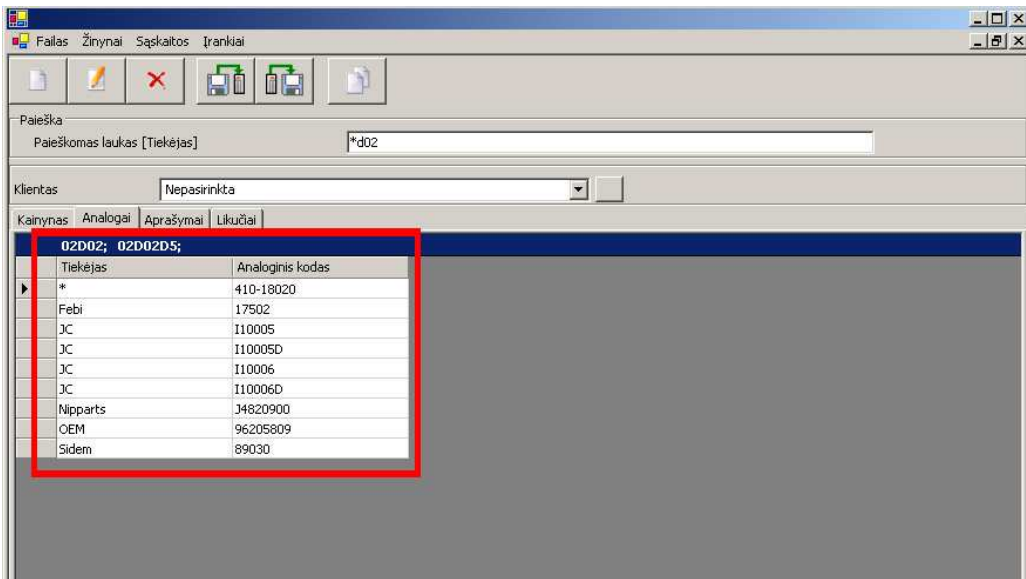 Failas Žinynai Sąskaitos Įrankiai
Paieška
Paieškomas laukas [Tiekėjas] *d02
Klientas Nepasirinkta
Kainynas Analogai Aprašymai Likučiai
02D02; 02D02D5;
Tiekėjas Analoginis kodas
* 410-18020
Febi 17502
JC I10005
JC I10005D
JC I10006
JC I10006D
Nipparts J4820900
OEM 96205809
Sidem 89030